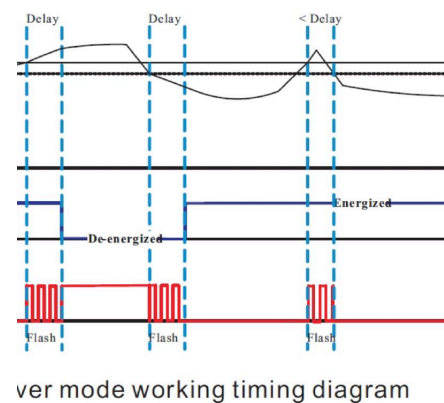 Delay Delay < Delay
Energized
De-energized
Flash Flash Flash
ver mode working timing diagram